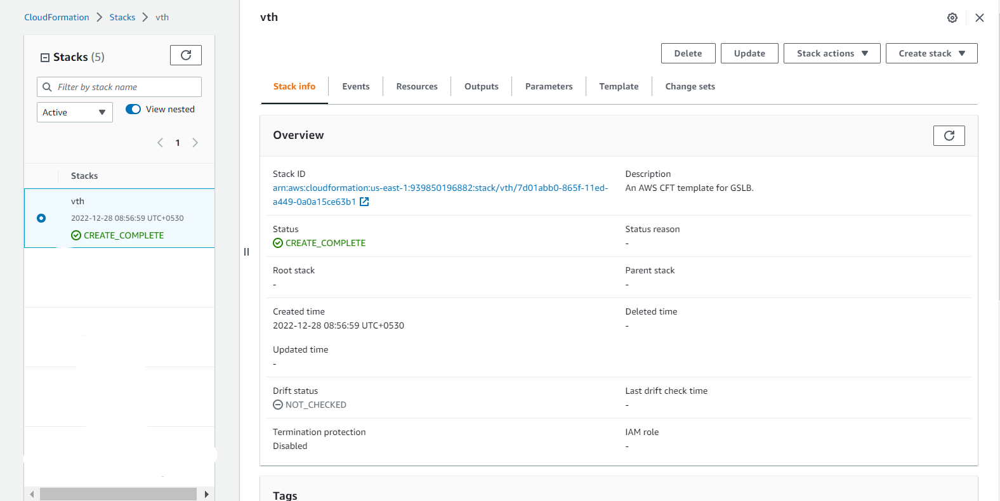 CloudFormation > Stacks > vth
Stacks (5)
Filter by stack name
Active
View nested
1
Stacks
vth
2022-12-28 08:56:59 UTC+0530
CREATE_COMPLETE
vth
Delete
Update
Stack actions
Create stack
Stack info
Events
Resources
Outputs
Parameters
Template
Change sets
Overview
Stack ID
arn:aws:cloudformation:us-east-1:939850196882:stack/vth/7d01abb0-865f-11ed-
a449-0a0a15ce63b1
Description
An AWS CFT template for GSLB.
Status
CREATE_COMPLETE
Status reason
-
Root stack
-
Parent stack
-
Created time
2022-12-28 08:56:59 UTC+0530
Deleted time
-
Updated time
-
Drift status
NOT_CHECKED
Last drift check time
-
Termination protection
Disabled
IAM role
-
Tags